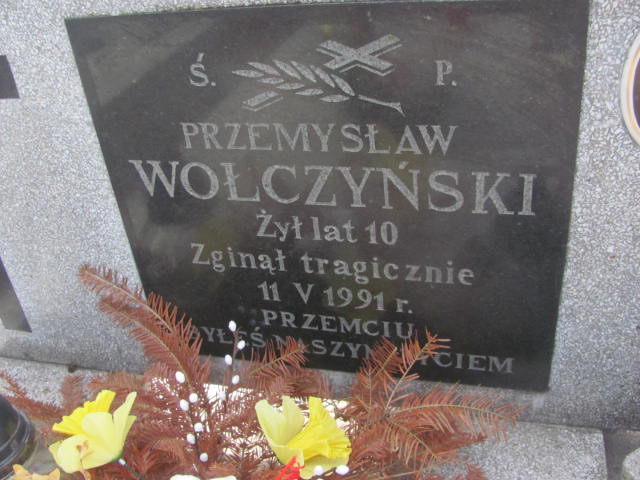 Ś. P.
PRZEMYSŁAW
WOŁCZYŃSKI
Żył lat 10
Zginął tragicznie
11 V 1991 r.
PRZEMCIU